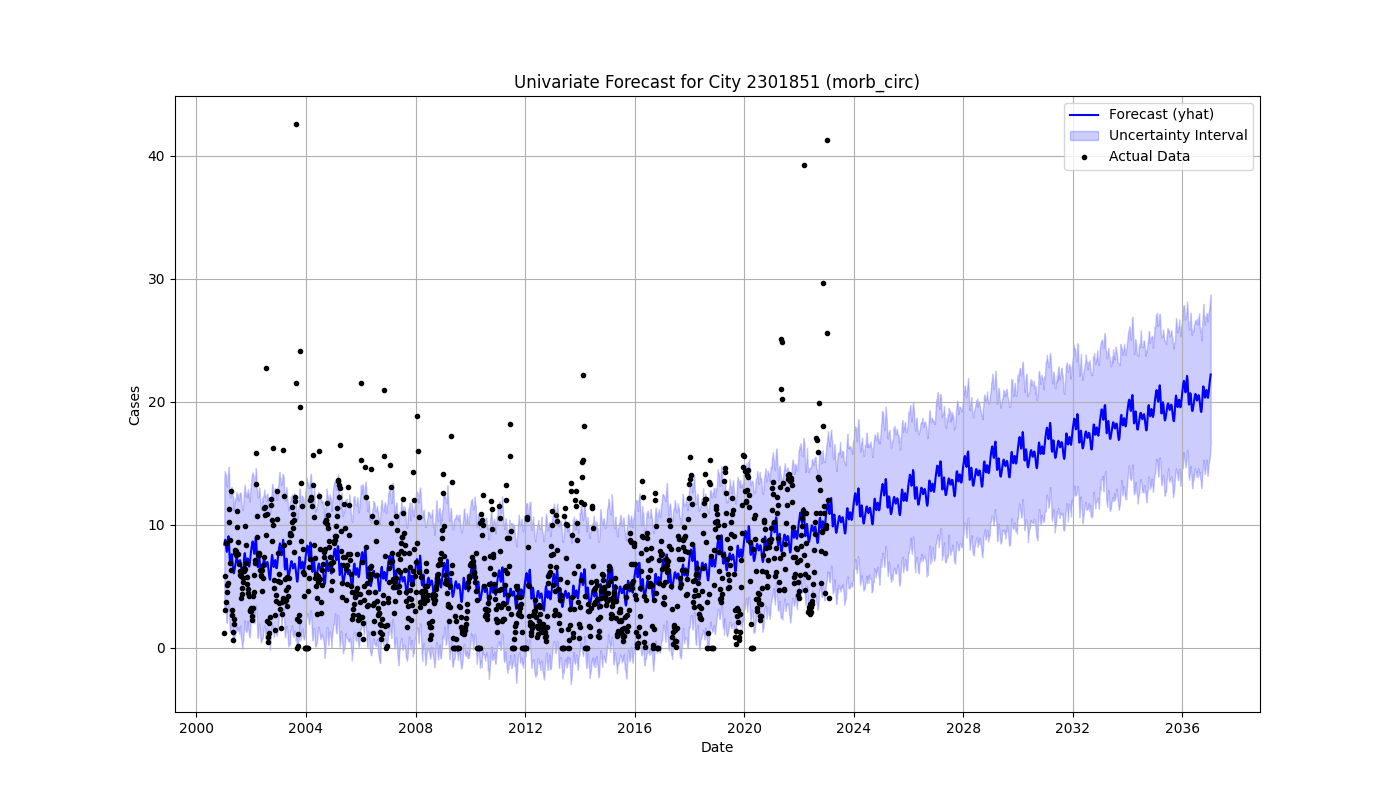 Univariate Forecast for City 2301851 (morb_circ)
Forecast (yhat)
Uncertainty Interval
Actual Data
40
30
20
10
0
Cases
2000 2004 2008 2012 2016 2020 2024 2028 2032 2036
Date